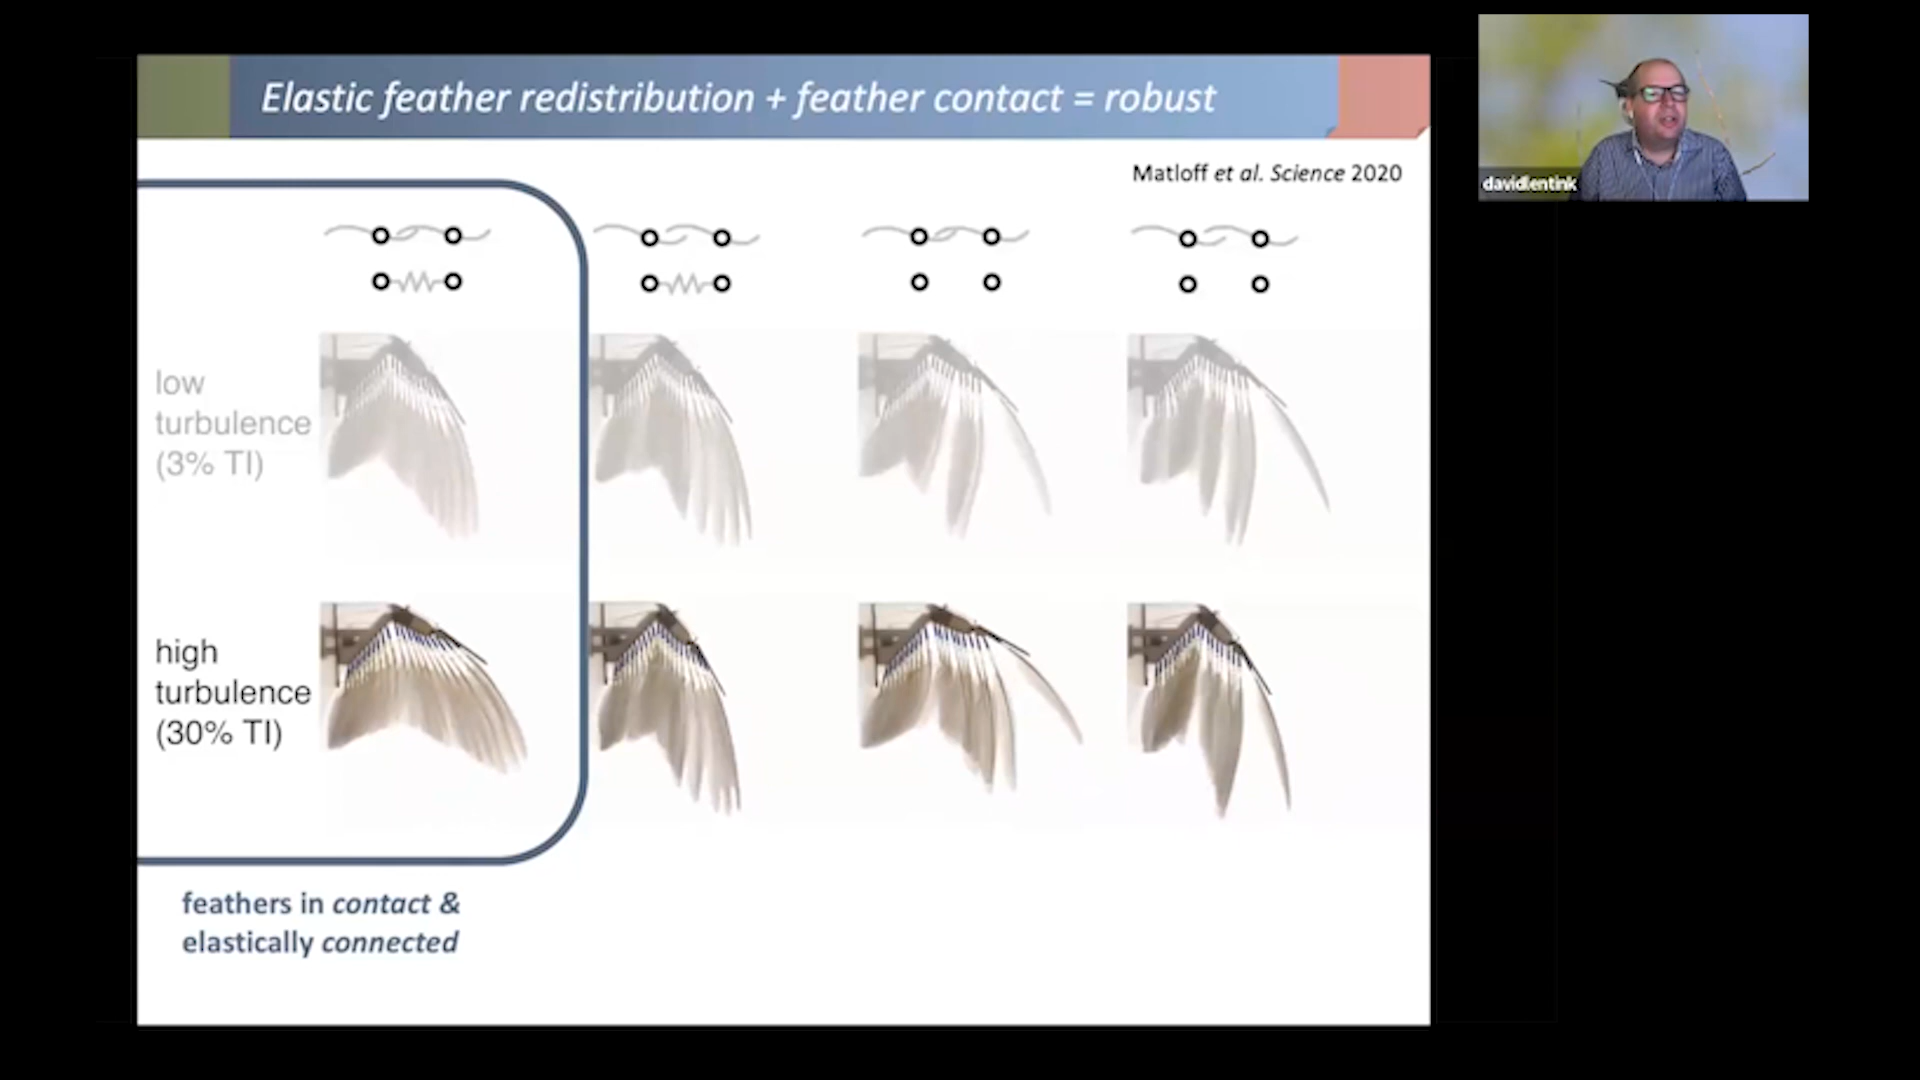 Elastic feather redistribution + feather contact = robust
davidlentink
Matloff et al. Science 2020
low
turbulence
(3% TI)
high
turbulence
(30% TI)
feathers in contact &
elastically connected